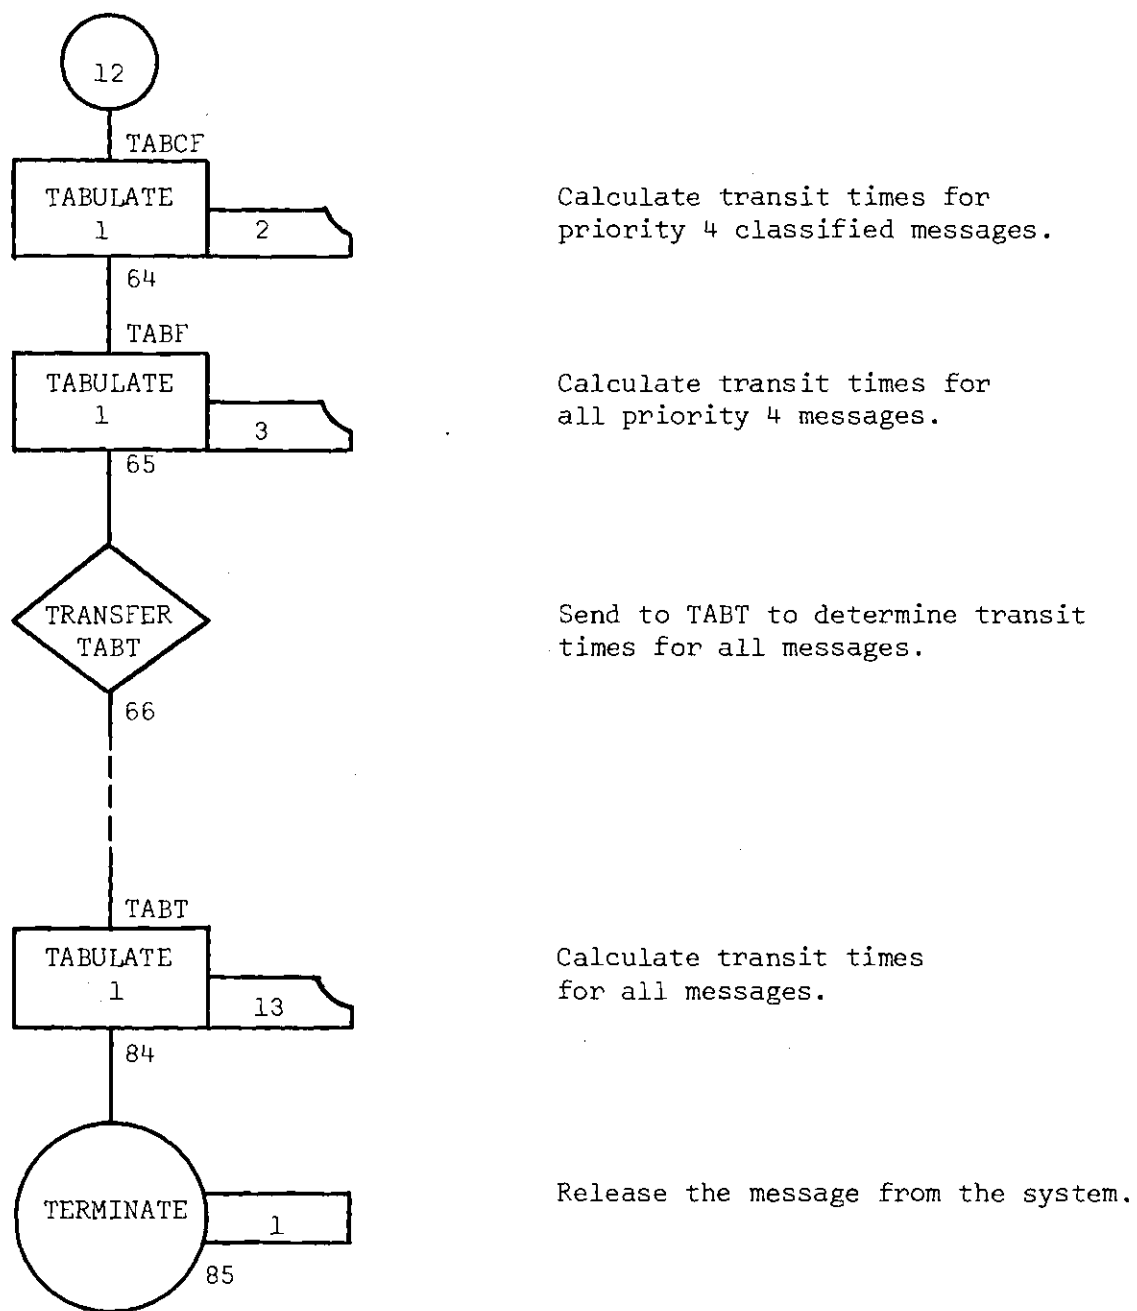 12
TABCF
TABULATE
1
2
Calculate transit times for
priority 4 classified messages.
64
TABF
TABULATE
1
3
Calculate transit times for
all priority 4 messages.
65
TRANSFER
TABT
Send to TABT to determine transit
times for all messages.
66
TABT
TABULATE
1
13
Calculate transit times
for all messages.
84
TERMINATE
1
Release the message from the system.
85